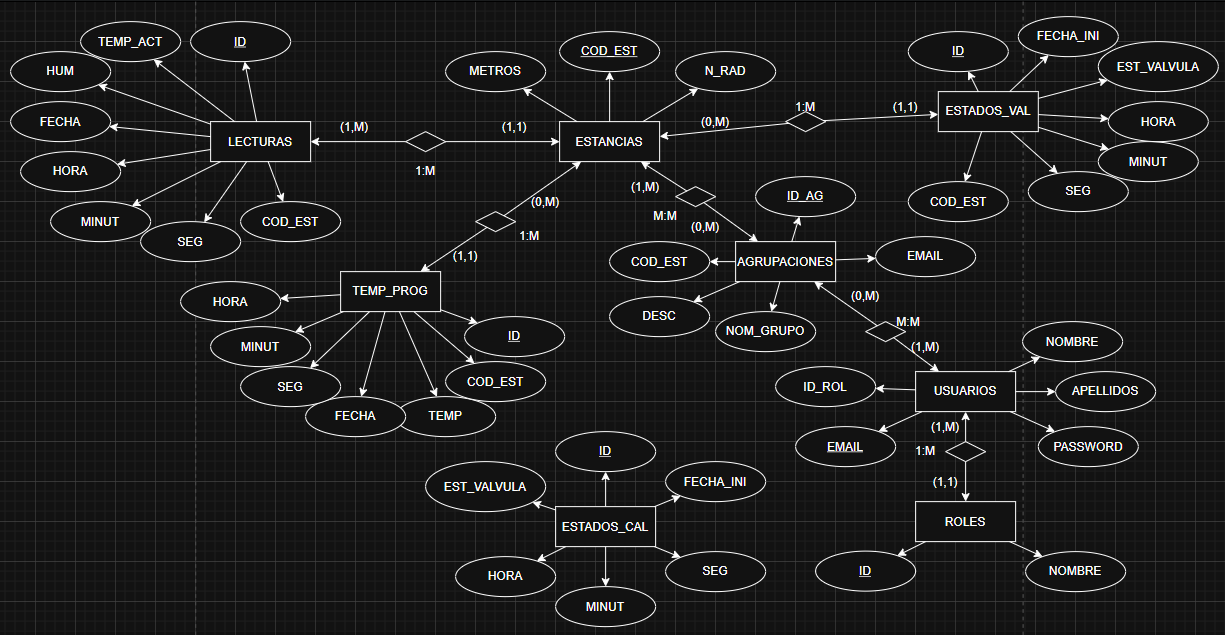 TEMP_ACT
ID
HUM
FECHA
HORA
MINUT
SEG
COD_EST
LECTURAS
(1,M)
1:M
(1,1)
METROS
COD_EST
N_RAD
ESTANCIAS
(0,M)
1:M
(1,1)
ID
FECHA_INI
EST_VALVULA
ESTADOS_VAL
HORA
MINUT
SEG
COD_EST
(0,M)
1:M
(1,1)
TEMP_PROG
HORA
MINUT
SEG
FECHA
TEMP
COD_EST
ID
(1,M)
M:M
(0,M)
ID_AG
COD_EST
AGRUPACIONES
EMAIL
DESC
NOM_GRUPO
(0,M)
M:M
(1,M)
NOMBRE
ID_ROL
USUARIOS
APELLIDOS
EMAIL
PASSWORD
(1,M)
1:M
(1,1)
ROLES
ID
NOMBRE
ID
EST_VALVULA
FECHA_INI
ESTADOS_CAL
HORA
MINUT
SEG